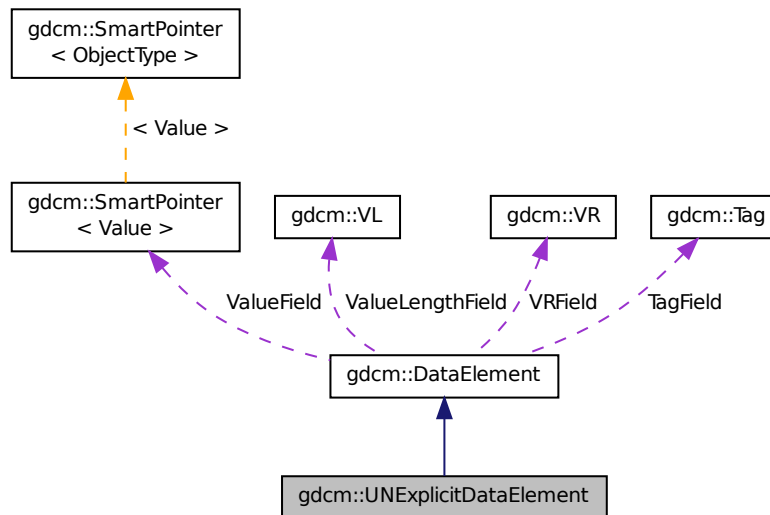 gdcm::SmartPointer
< ObjectType >
< Value >
gdcm::SmartPointer
< Value >
gdcm::VL
gdcm::VR
gdcm::Tag
ValueField
ValueLengthField
VRField
TagField
gdcm::DataElement
gdcm::UNExplicitDataElement